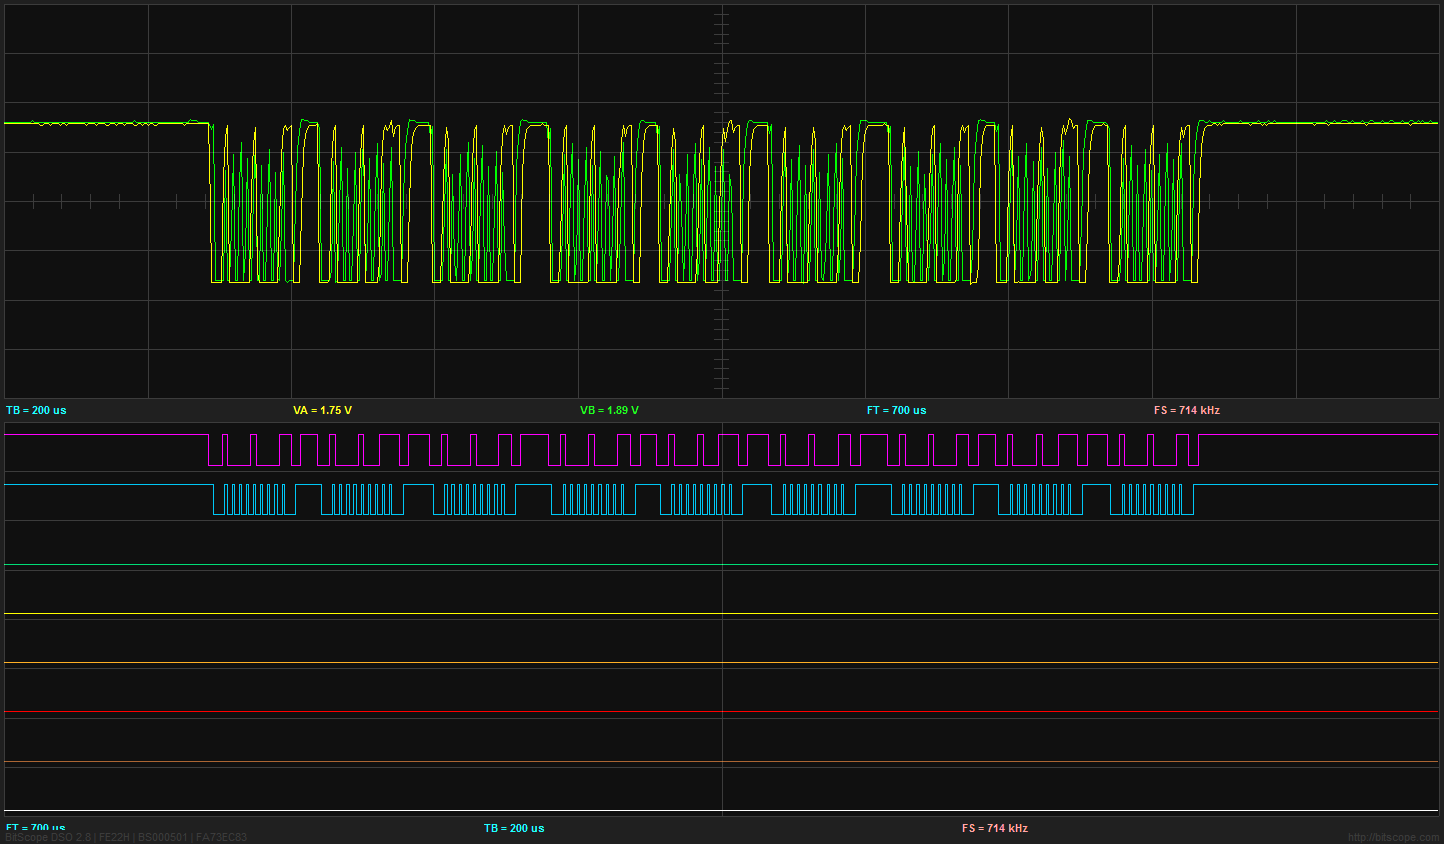 TB = 200 us VA = 1.75 V VB = 1.89 V FT = 700 us FS = 714 kHz
FT = 700 us TB = 200 us FS = 714 kHz
BitScope DSO 2.8 | FE22H | BS000501 | FA73EC83 http://bitscope.com